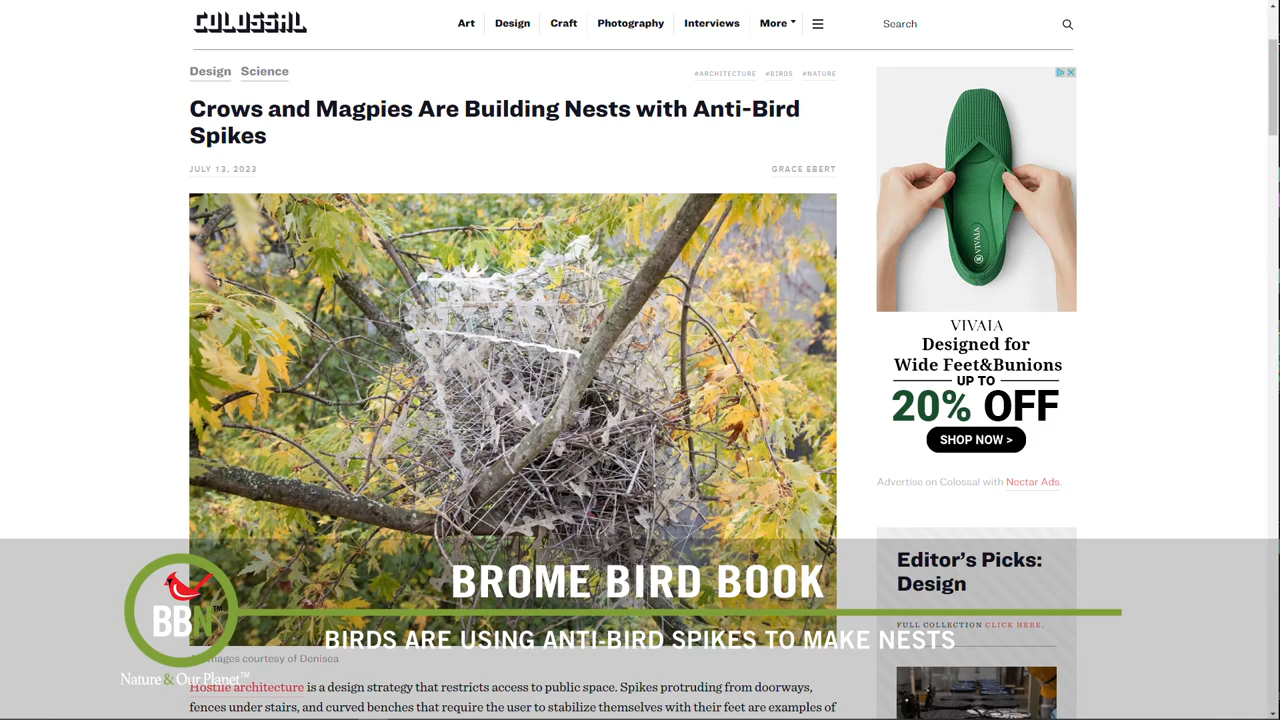 COLOSSAL
Art Design Craft Photography Interviews More
Search
Design Science
#ARCHITECTURE #BIRDS #NATURE
Crows and Magpies Are Building Nests with Anti-Bird
Spikes
JULY 13, 2023
GRACE EBERT
VIVAIA
VIVAIA
Designed for
Wide Feet&Bunions
UP TO
20% OFF
SHOP NOW >
Advertise on Colossal with Nectar Ads.
Editor's Picks:
Design
FULL COLLECTION CLICK HERE.
BROME BIRD BOOK
BBN™
BIRDS ARE USING ANTI-BIRD SPIKES TO MAKE NESTS
images courtesy of Denisea
Nature & Our Planet™
Hostile architecture is a design strategy that restricts access to public space. Spikes protruding from doorways,
fences under stairs, and curved benches that require the user to stabilize themselves with their feet are examples of